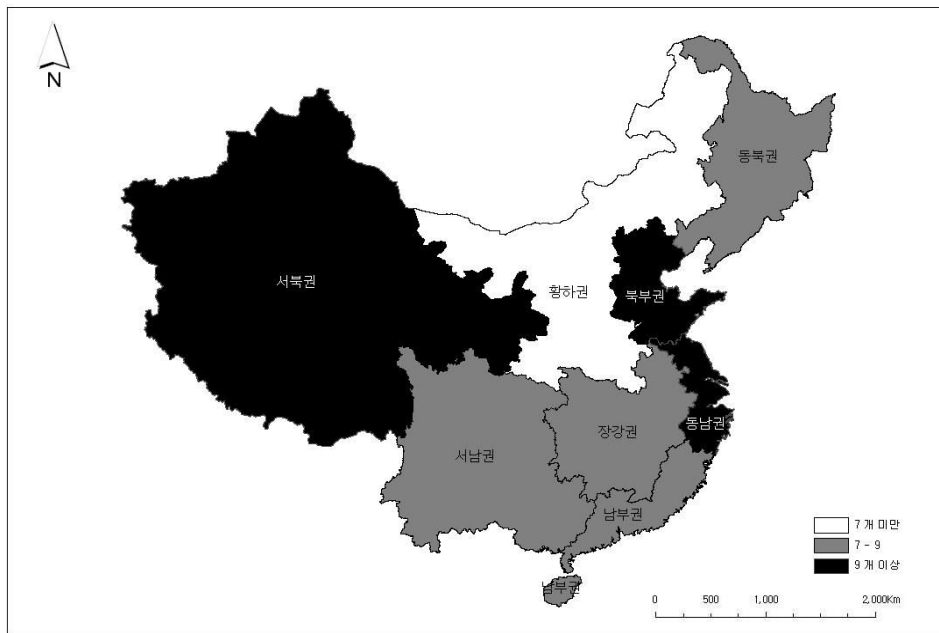 N
동북권
서북권
황하권
북부권
동남권
장강권
서남권
남부권
남부권
7 개 미만
7 - 9
9 개 이상
0 500 1,000 2,000Km